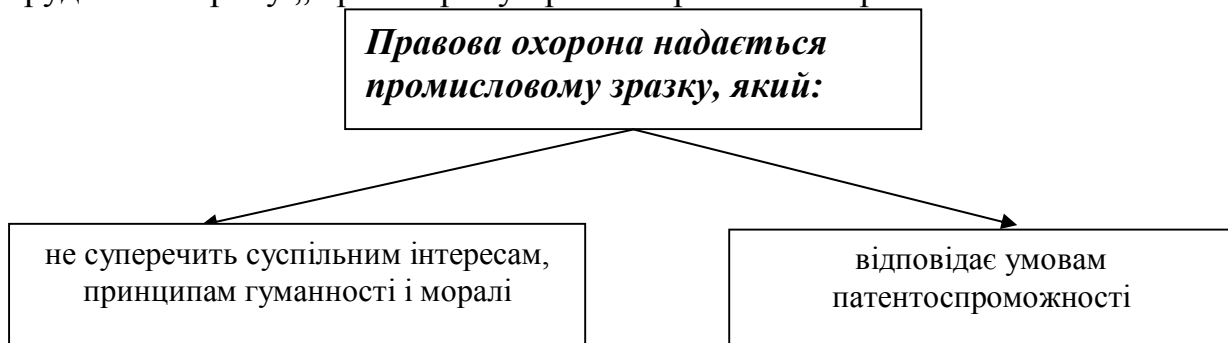 Правова охорона надається
промисловому зразку, який:
не суперечить суспільним інтересам,
принципам гуманності і моралі
відповідає умовам
патентоспроможності